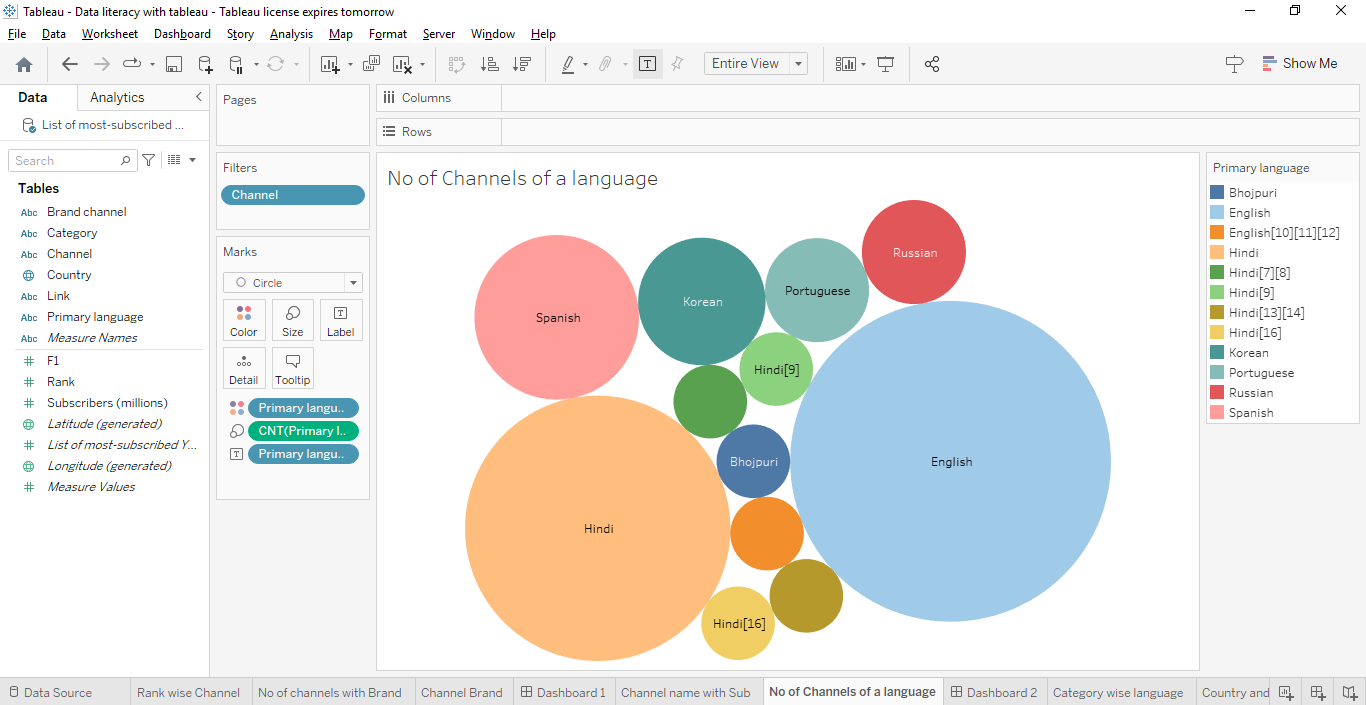 Tableau - Data literacy with tableau - Tableau license expires tomorrow
File Data Worksheet Dashboard Story Analysis Map Format Server Window Help
Entire View
Show Me
Data Analytics
List of most-subscribed ...
Search
Tables
Abc Brand channel
Abc Category
Abc Channel
Country
Abc Link
Abc Primary language
Abc Measure Names
F1
Rank
Subscribers (millions)
Latitude (generated)
List of most-subscribed Y...
Longitude (generated)
Measure Values
Pages
Filters
Channel
Marks
Circle
Color Size Label
Detail Tooltip
Primary langu..
CNT(Primary l..
Primary langu..
Columns
Rows
No of Channels of a language
Russian
Portuguese
Korean
Spanish
Hindi[9]
Bhojpuri
English
Hindi
Hindi[16]
Primary language
Bhojpuri
English
English[10][11][12]
Hindi
Hindi[7][8]
Hindi[9]
Hindi[13][14]
Hindi[16]
Korean
Portuguese
Russian
Spanish
Data Source Rank wise Channel No of channels with Brand Channel Brand Dashboard 1 Channel name with Sub No of Channels of a language Dashboard 2 Category wise language Country and